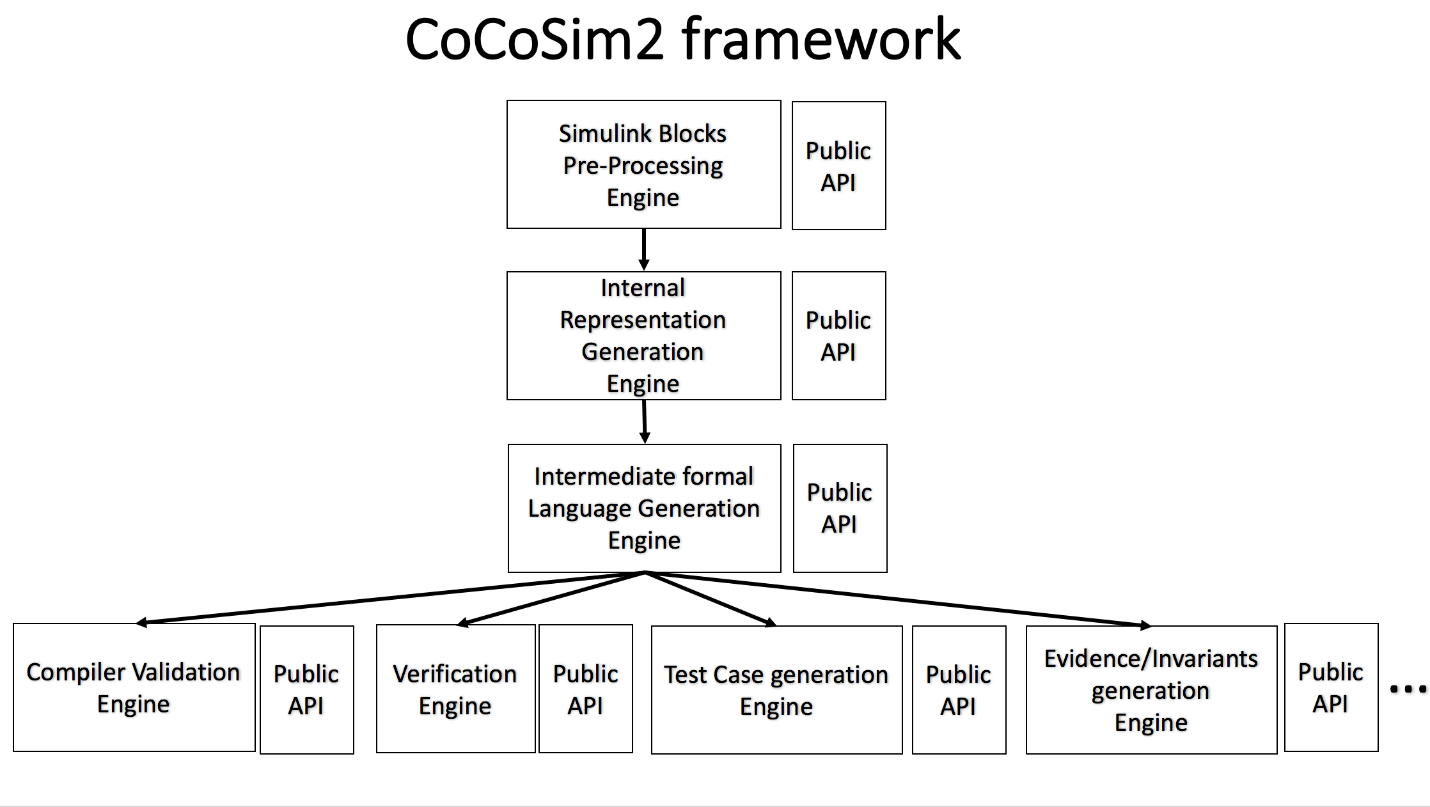 CoCoSim2 framework
Simulink Blocks
Pre-Processing
Engine
Public
API
Internal
Representation
Generation
Engine
Public
API
Intermediate formal
Language Generation
Engine
Public
API
Compiler Validation
Engine
Public
API
Verification
Engine
Public
API
Test Case generation
Engine
Public
API
Evidence/Invariants
generation
Engine
Public
API
...